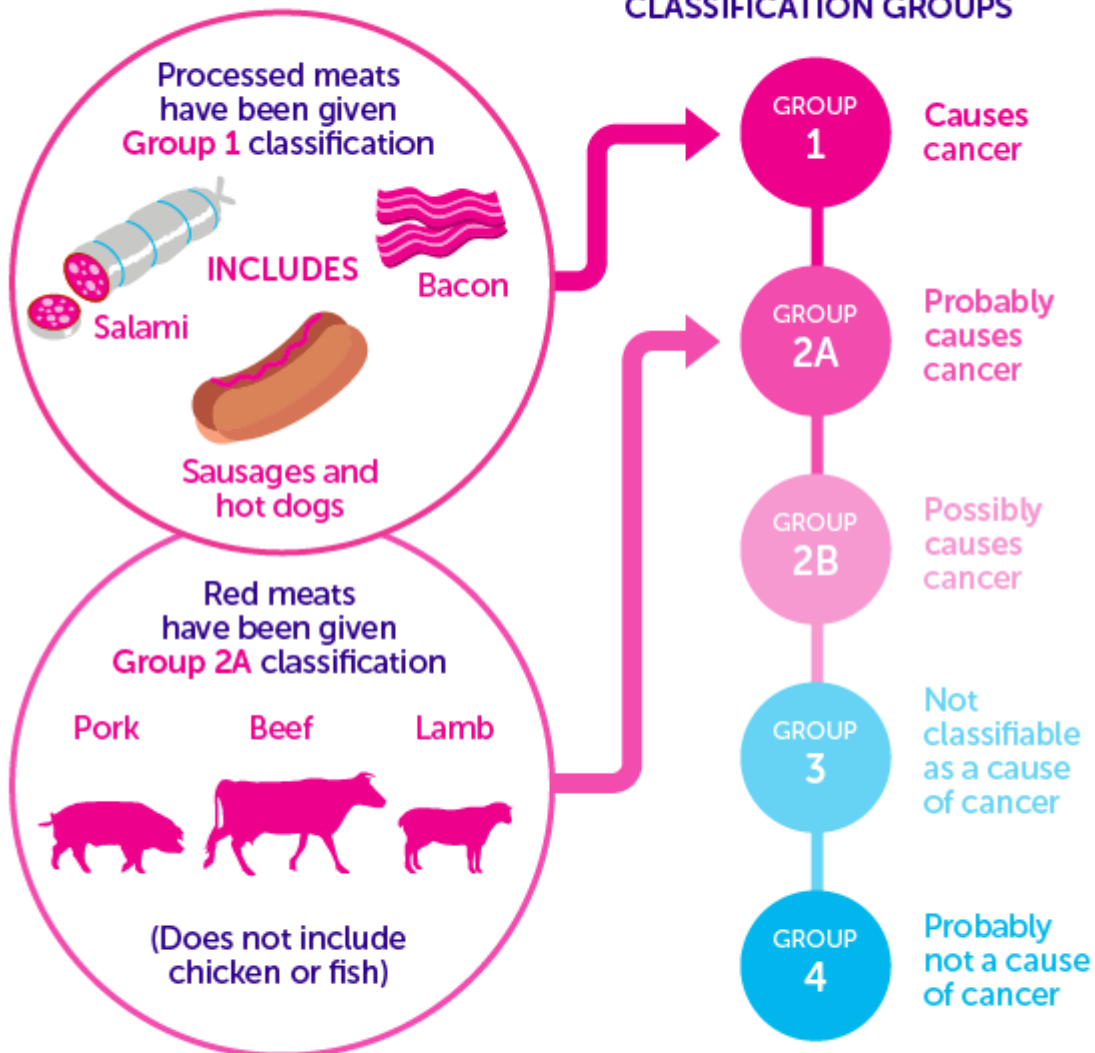 CLASSIFICATION GROUPS
Processed meats
have been given
Group 1 classification
INCLUDES
Salami
Bacon
Sausages and
hot dogs
Red meats
have been given
Group 2A classification
Pork
Beef
Lamb
(Does not include
chicken or fish)
GROUP
1
Causes
cancer
GROUP
2A
Probably
causes
cancer
GROUP
2B
Possibly
causes
cancer
GROUP
3
Not
classifiable
as a cause
of cancer
GROUP
4
Probably
not a cause
of cancer